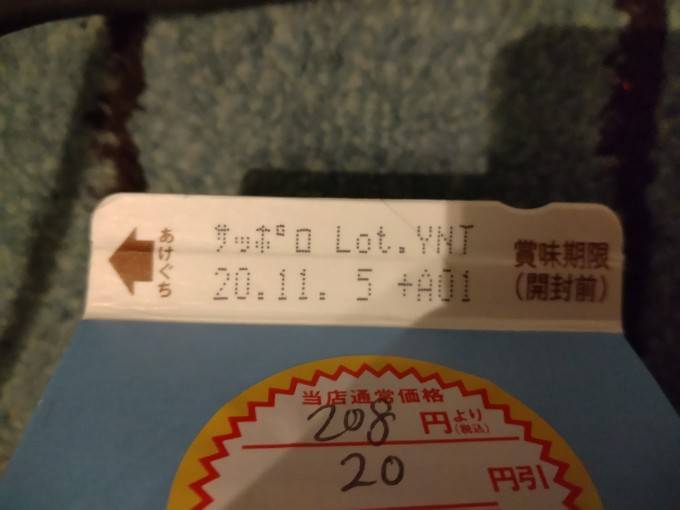 あけぐち
サッポロ Lot.YNT
20.11. 5 +A01
賞味期限
(開封前)
当店通常価格
208 円より(税込)
20 円引